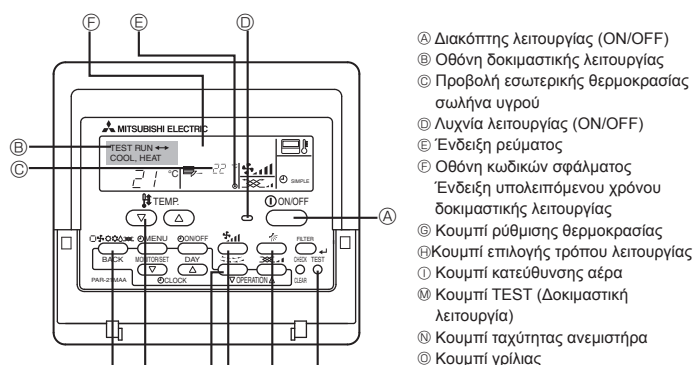 Ⓕ Ⓔ Ⓓ
MITSUBISHI ELECTRIC
Ⓑ TEST RUN
COOL, HEAT
Ⓒ
21 °C 22 °C
SIMPLE
TEMP. ON/OFF
Ⓐ
MENU ON/OFF FILTER
BACK MONITOR/SET DAY CHECK TEST
PAR-21MAA CLOCK OPERATION CLEAR
Ⓐ Διακόπτης λειτουργίας (ON/OFF)
Ⓑ Οθόνη δοκιμαστικής λειτουργίας
Ⓒ Προβολή εσωτερικής θερμοκρασίας
σωλήνα υγρού
Ⓓ Λυχνία λειτουργίας (ON/OFF)
Ⓔ Ένδειξη ρεύματος
Ⓕ Οθόνη κωδικών σφάλματος
Ένδειξη υπολειπόμενου χρόνου
δοκιμαστικής λειτουργίας
Ⓖ Κουμπί ρύθμισης θερμοκρασίας
Ⓗ Κουμπί επιλογής τρόπου λειτουργίας
Ⓘ Κουμπί κατεύθυνσης αέρα
Ⓜ Κουμπί TEST (Δοκιμαστική
λειτουργία)
Ⓝ Κουμπί ταχύτητας ανεμιστήρα
Ⓞ Κουμπί γρίλιας